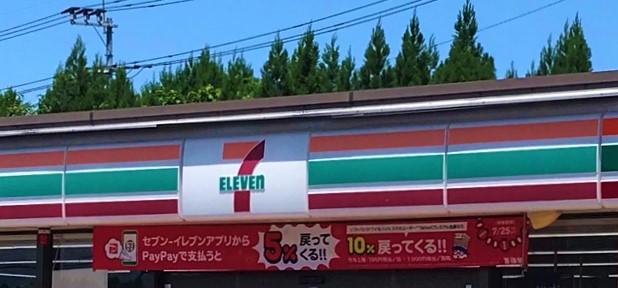 7
ELEVEN
セブン‐イレブンアプリから
PayPayで支払うと
5%
戻って
くる!!
10%戻ってくる!!
7/25